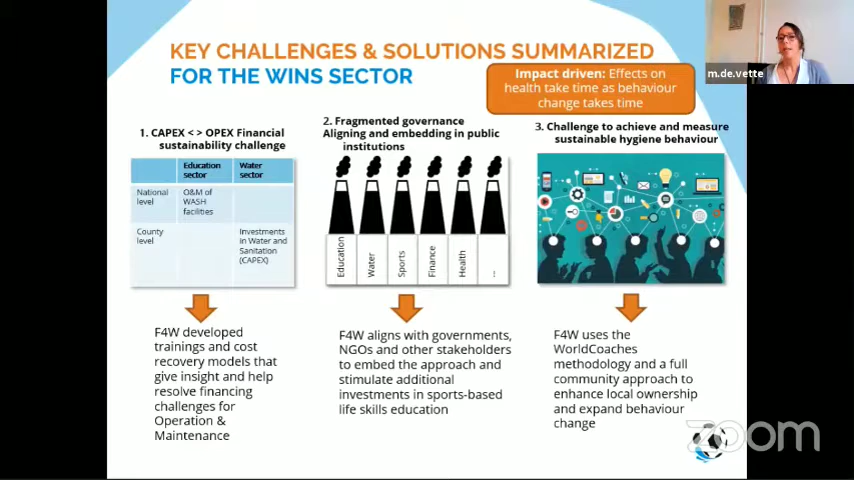 KEY CHALLENGES & SOLUTIONS SUMMARIZED
FOR THE WINS SECTOR
m.de.vette
Impact driven: Effects on
health take time as behaviour
change takes time
1. CAPEX < > OPEX Financial
sustainability challenge
Education
sector
Water
sector
National
level
O&M of
WASH
facilities
County
level
Investments
in Water and
Sanitation
(CAPEX)
F4W developed
trainings and cost
recovery models that
give insight and help
resolve financing
challenges for
Operation &
Maintenance
2. Fragmented governance
Aligning and embedding in public
institutions
Education
Water
Sports
Finance
Health
...
F4W aligns with governments,
NGOs and other stakeholders
to embed the approach and
stimulate additional
investments in sports-based
life skills education
3. Challenge to achieve and measure
sustainable hygiene behaviour
F4W uses the
WorldCoaches
methodology and a full
community approach to
enhance local ownership
and expand behaviour
change
zoom